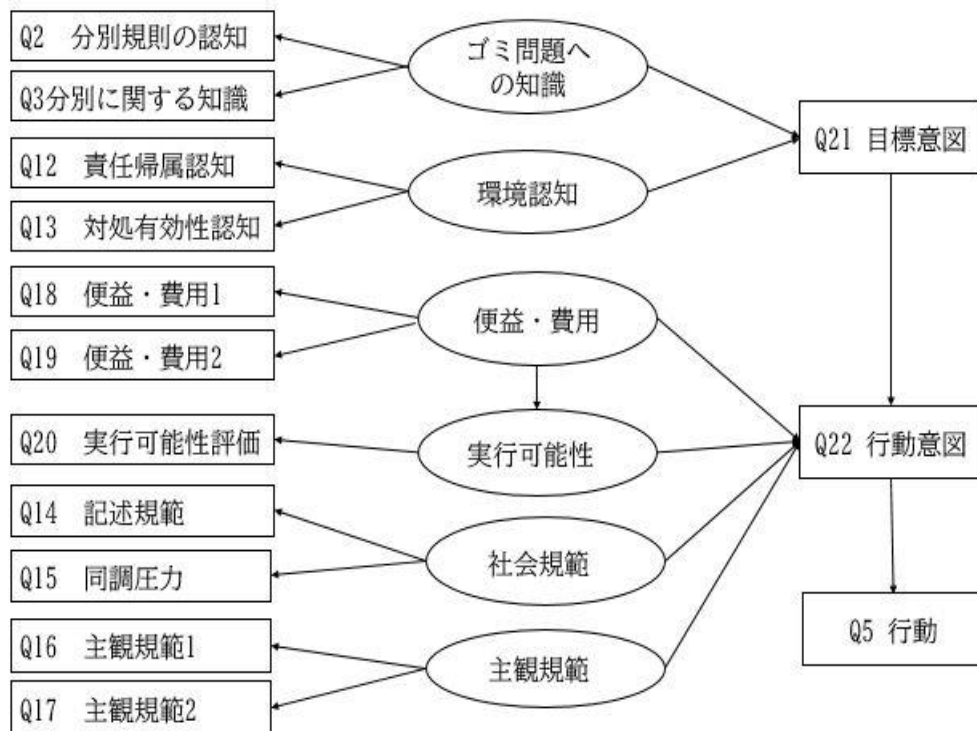 Q2 分別規則の認知
Q3分別に関する知識
Q12 責任帰属認知
Q13 対処有効性認知
Q18 便益・費用1
Q19 便益・費用2
Q20 実行可能性評価
Q14 記述規範
Q15 同調圧力
Q16 主観規範1
Q17 主観規範2
ゴミ問題へ
の知識
環境認知
便益・費用
実行可能性
社会規範
主観規範
Q21 目標意図
Q22 行動意図
Q5 行動